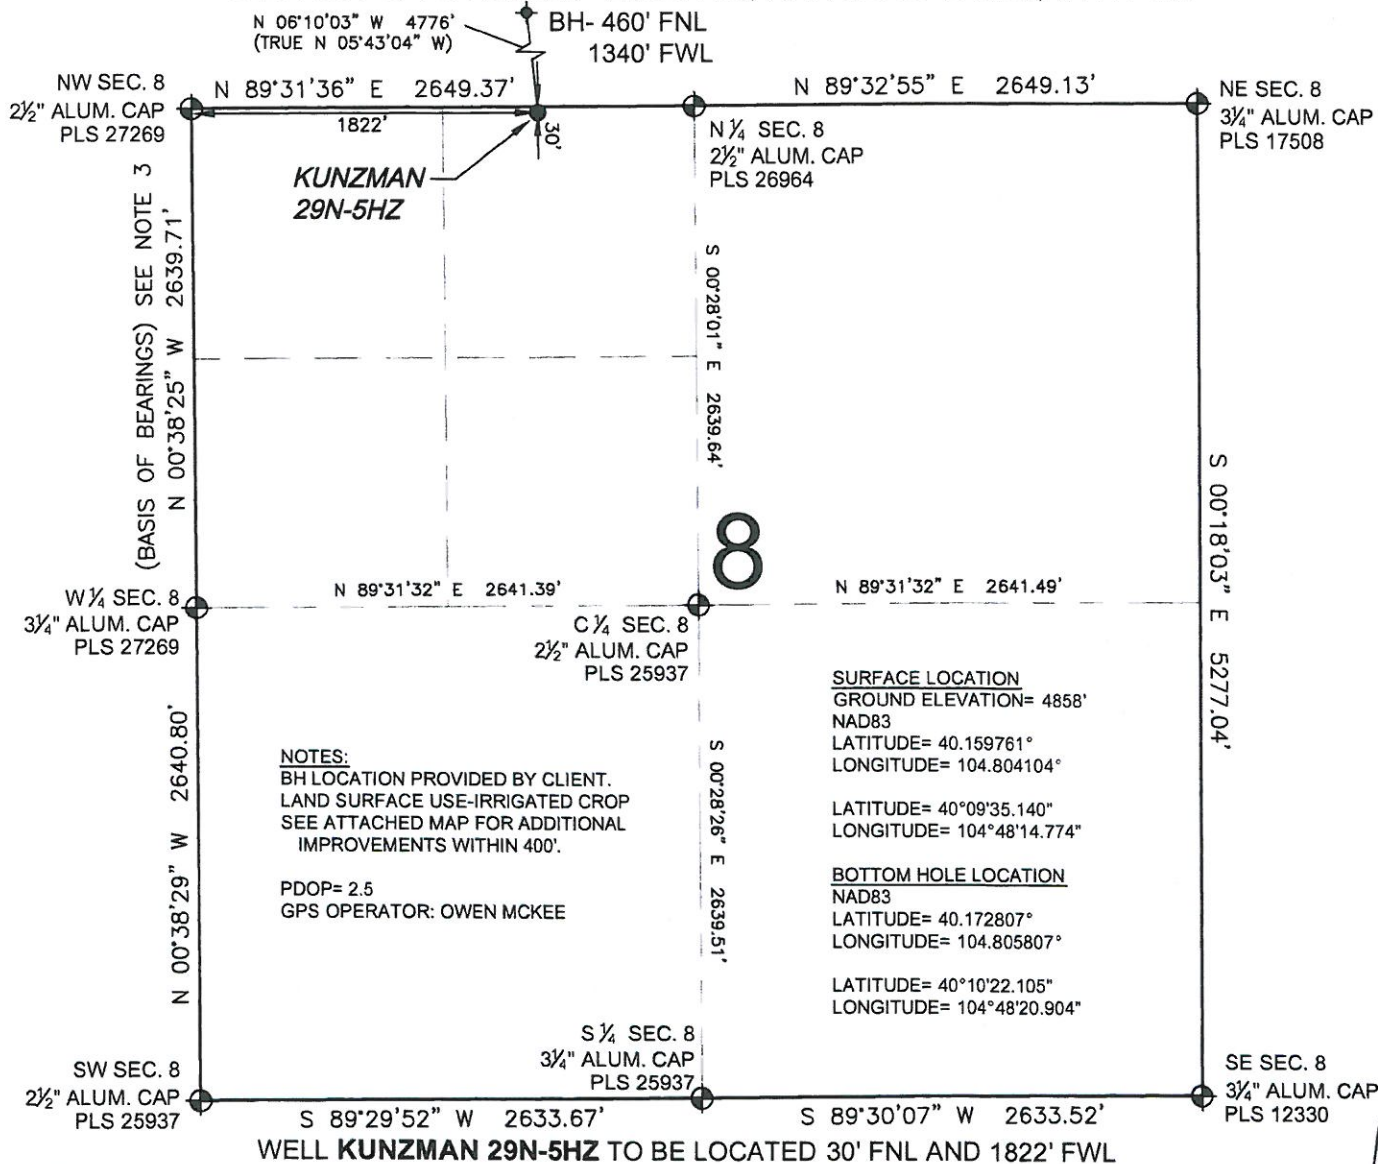 N 06°10'03" W 4776'
(TRUE N 05°43'04" W)
BH- 460' FNL
1340' FWL
NW SEC. 8
2½" ALUM. CAP
PLS 27269
N 89°31'36" E 2649.37'
N 89°32'55" E 2649.13'
NE SEC. 8
3¼" ALUM. CAP
PLS 17508
1822'
30'
N ¼ SEC. 8
2½" ALUM. CAP
PLS 26964
KUNZMAN
29N-5HZ
(BASIS OF BEARINGS) SEE NOTE 3
N 00°38'25" W 2639.71'
S 00°28'01" E 2639.64'
8
S 00°18'03" E 5277.04'
N 89°31'32" E 2641.39'
N 89°31'32" E 2641.49'
W ¼ SEC. 8
3¼" ALUM. CAP
PLS 27269
C ¼ SEC. 8
2½" ALUM. CAP
PLS 25937
N 00°38'29" W 2640.80'
NOTES:
BH LOCATION PROVIDED BY CLIENT.
LAND SURFACE USE-IRRIGATED CROP
SEE ATTACHED MAP FOR ADDITIONAL
IMPROVEMENTS WITHIN 400'.
PDOP= 2.5
GPS OPERATOR: OWEN MCKEE
S 00°28'26" E 2639.51'
SURFACE LOCATION
GROUND ELEVATION= 4858'
NAD83
LATITUDE= 40.159761°
LONGITUDE= 104.804104°
LATITUDE= 40°09'35.140"
LONGITUDE= 104°48'14.774"
BOTTOM HOLE LOCATION
NAD83
LATITUDE= 40.172807°
LONGITUDE= 104.805807°
LATITUDE= 40°10'22.105"
LONGITUDE= 104°48'20.904"
SW SEC. 8
2½" ALUM. CAP
PLS 25937
S ¼ SEC. 8
3¼" ALUM. CAP
PLS 25937
SE SEC. 8
3¼" ALUM. CAP
PLS 12330
S 89°29'52" W 2633.67'
S 89°30'07" W 2633.52'
WELL KUNZMAN 29N-5HZ TO BE LOCATED 30' FNL AND 1822' FWL